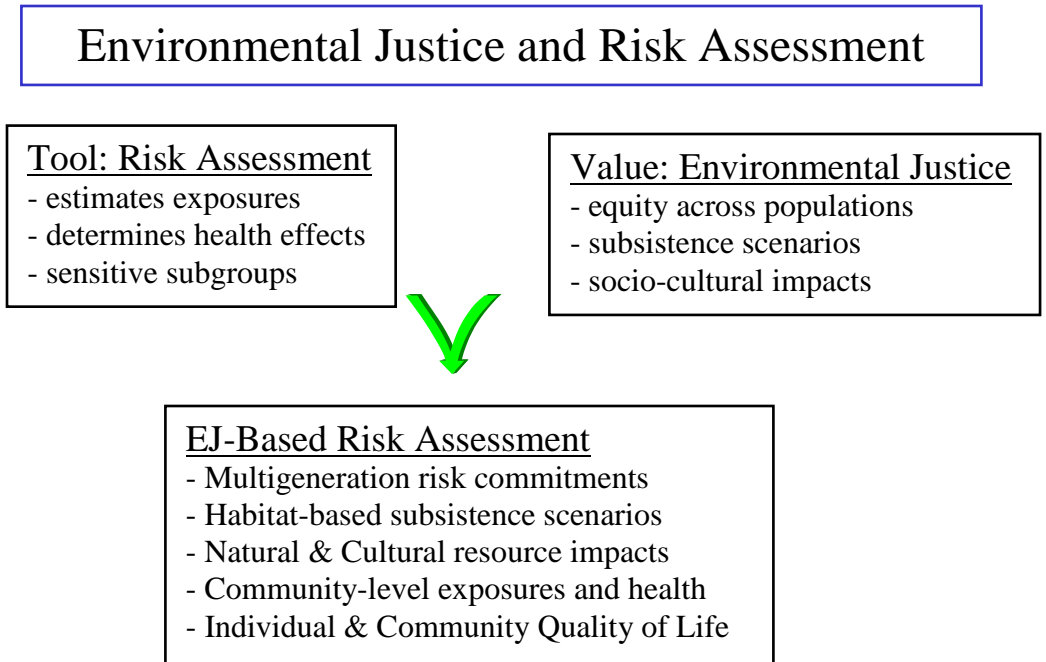 Environmental Justice and Risk Assessment
Tool: Risk Assessment
- estimates exposures
- determines health effects
- sensitive subgroups
Value: Environmental Justice
- equity across populations
- subsistence scenarios
- socio-cultural impacts
EJ-Based Risk Assessment
- Multigeneration risk commitments
- Habitat-based subsistence scenarios
- Natural & Cultural resource impacts
- Community-level exposures and health
- Individual & Community Quality of Life